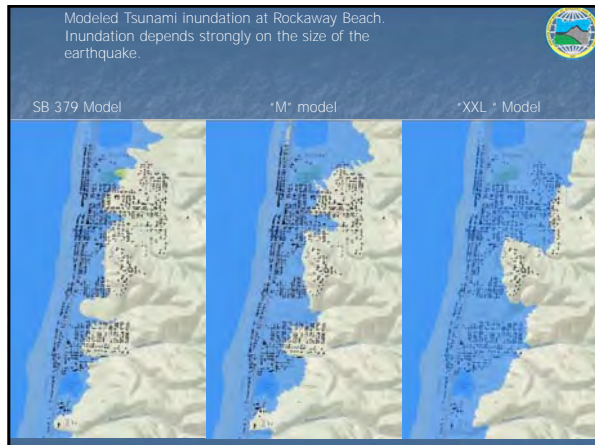 Modeled Tsunami inundation at Rockaway Beach.
Inundation depends strongly on the size of the
earthquake.
SB 379 Model
"M" model
"XXL " Model